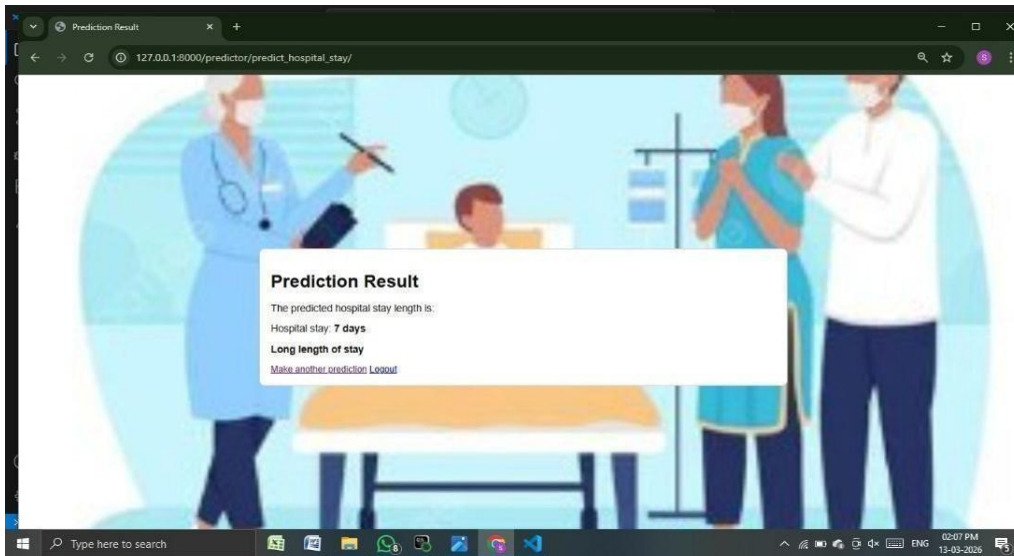 Prediction Result
127.0.0.1:8000/predictor/predict_hospital_stay/
S
Prediction Result
The predicted hospital stay length is:
Hospital stay: 7 days
Long length of stay
Make another prediction Logout
Type here to search
8
ENG
02:07 PM
13-03-2026
5